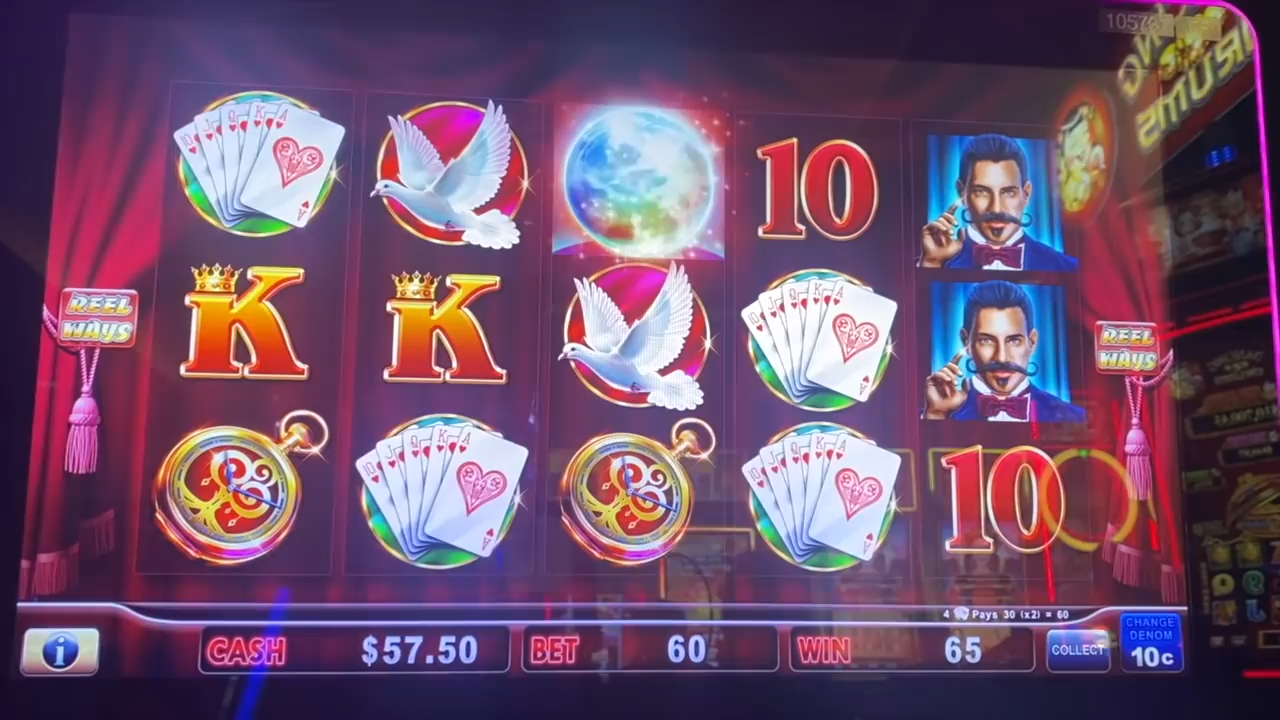 10
REEL
WAYS
K
K
REEL
WAYS
10
4 Pays 30 (x2) = 60
CASH $57.50
BET 60
WIN 65
COLLECT
CHANGE
DENOM
10c